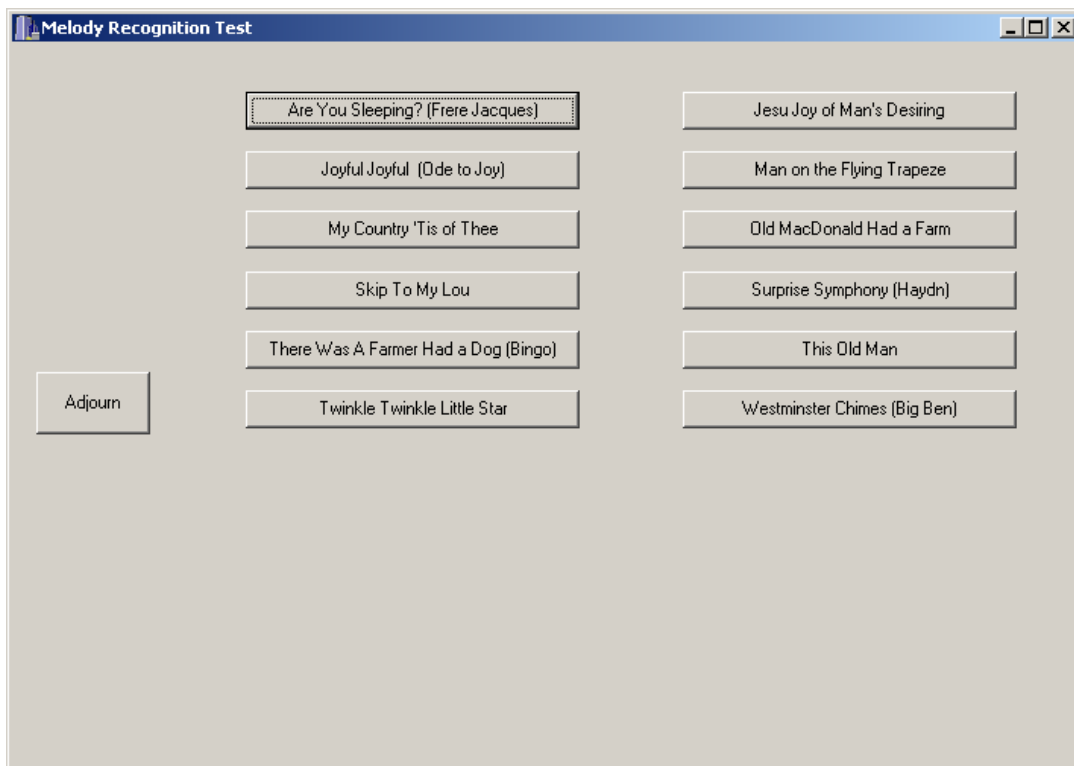 Melody Recognition Test
Are You Sleeping? (Frere Jacques)
Jesu Joy of Man's Desiring
Joyful Joyful  (Ode to Joy)
Man on the Flying Trapeze
My Country 'Tis of Thee
Old MacDonald Had a Farm
Skip To My Lou
Surprise Symphony (Haydn)
There Was A Farmer Had a Dog (Bingo)
This Old Man
Adjourn
Twinkle Twinkle Little Star
Westminster Chimes (Big Ben)